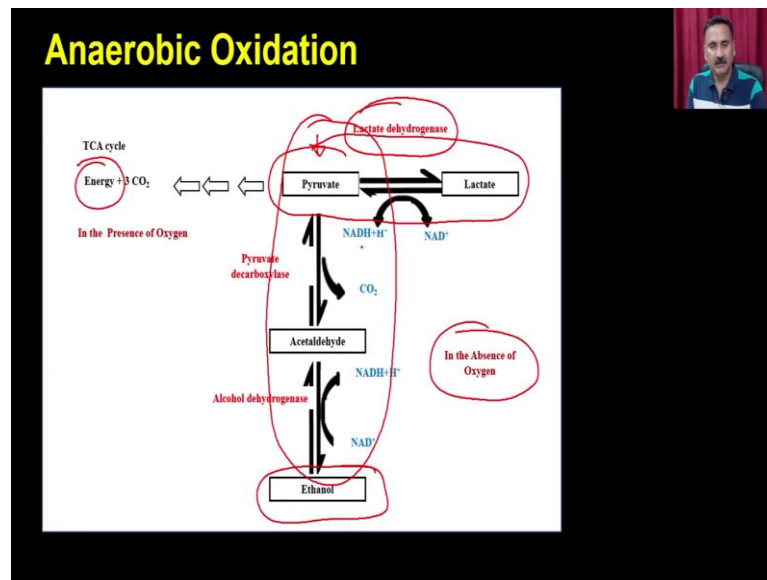 Anaerobic Oxidation
Lactate dehydrogenase
TCA cycle
Energy + 3 CO2
Pyruvate
Lactate
In the Presence of Oxygen
NADH+H+
NAD+
Pyruvate
decarboxylase
CO2
Acetaldehyde
In the Absence of
Oxygen
NADH+H+
Alcohol dehydrogenase
NAD+
Ethanol